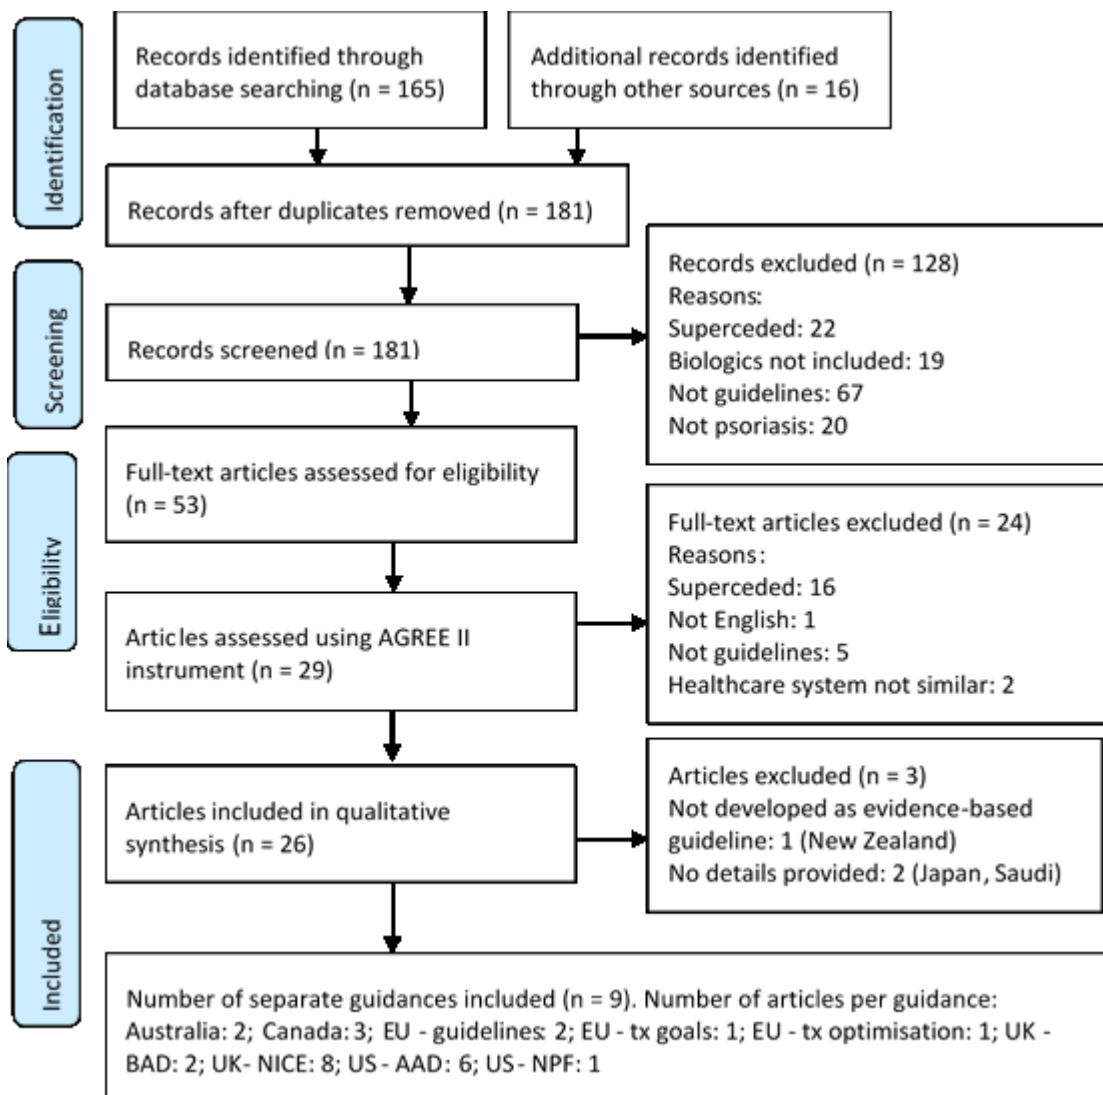 Identification
Records identified through
database searching (n = 165)
Additional records identified
through other sources (n = 16)
Records after duplicates removed (n = 181)
Screening
Records screened (n = 181)
Records excluded (n = 128)
Reasons:
Superceded: 22
Biologics not included: 19
Not guidelines: 67
Not psoriasis: 20
Eligibility
Full-text articles assessed for eligibility
(n = 53)
Full-text articles excluded (n = 24)
Reasons:
Superceded: 16
Not English: 1
Not guidelines: 5
Healthcare system not similar: 2
Articles assessed using AGREE II
instrument (n = 29)
Included
Articles included in qualitative
synthesis (n = 26)
Articles excluded (n = 3)
Not developed as evidence-based
guideline: 1 (New Zealand)
No details provided: 2 (Japan, Saudi)
Number of separate guidances included (n = 9). Number of articles per guidance:
Australia: 2; Canada: 3; EU - guidelines: 2; EU - tx goals: 1; EU - tx optimisation: 1; UK -
BAD: 2; UK- NICE: 8; US - AAD: 6; US - NPF: 1